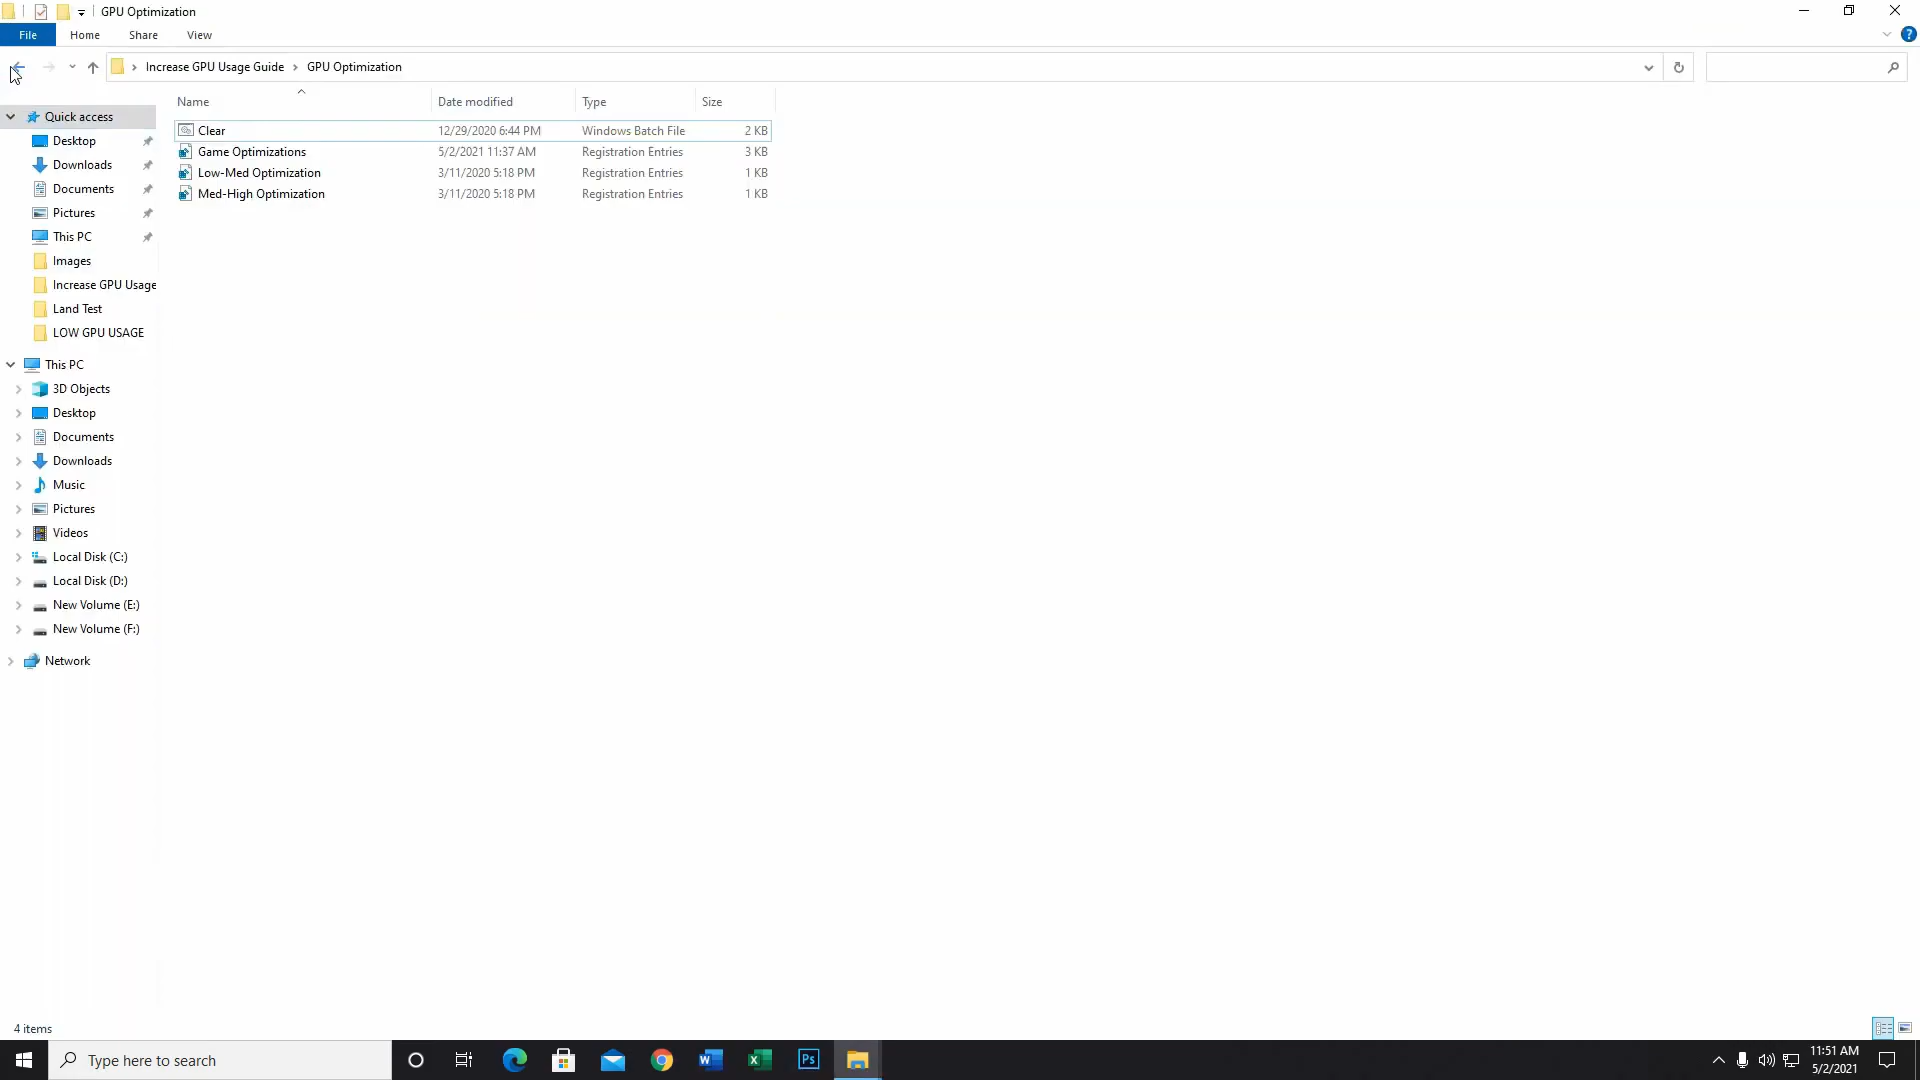 GPU Optimization
File Home Share View
Increase GPU Usage Guide GPU Optimization
Name Date modified Type Size
Clear 12/29/2020 6:44 PM Windows Batch File 2 KB
Game Optimizations 5/2/2021 11:37 AM Registration Entries 3 KB
Low-Med Optimization 3/11/2020 5:18 PM Registration Entries 1 KB
Med-High Optimization 3/11/2020 5:18 PM Registration Entries 1 KB
Quick access
Desktop
Downloads
Documents
Pictures
This PC
Images
Increase GPU Usage
Land Test
LOW GPU USAGE
This PC
3D Objects
Desktop
Documents
Downloads
Music
Pictures
Videos
Local Disk (C:)
Local Disk (D:)
New Volume (E:)
New Volume (F:)
Network
4 items
Type here to search
W
X
Ps
11:51 AM
5/2/2021